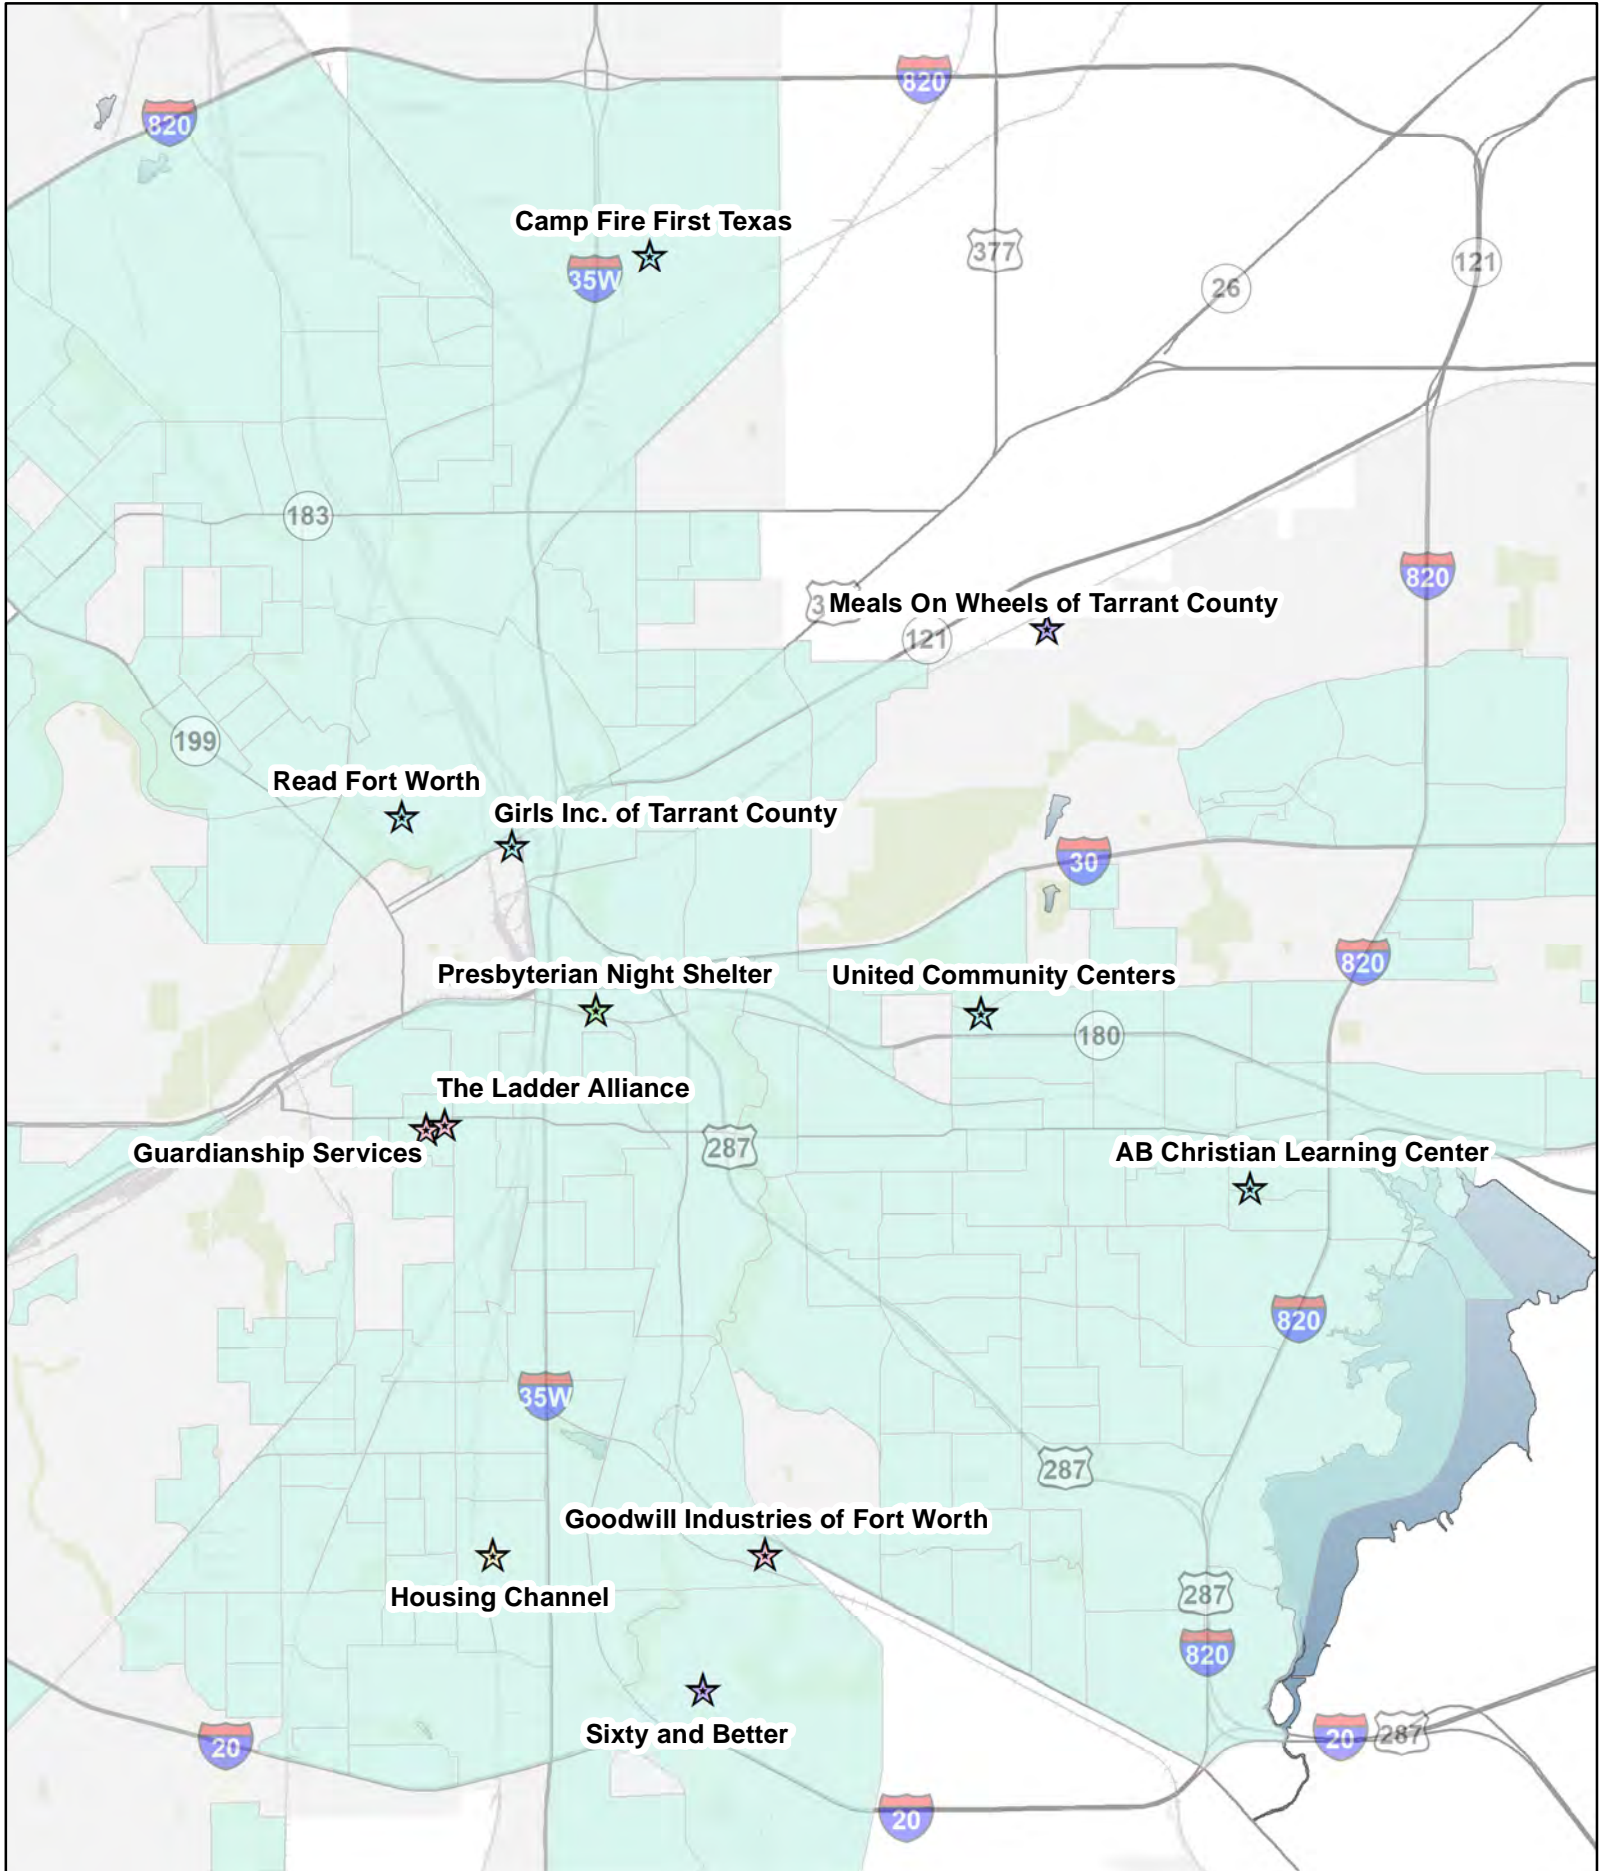 820
820
Camp Fire First Texas
35W
377
26
121
183
820
3
Meals On Wheels of Tarrant County
121
199
Read Fort Worth
Girls Inc. of Tarrant County
30
820
Presbyterian Night Shelter
United Community Centers
180
The Ladder Alliance
287
Guardianship Services
AB Christian Learning Center
820
35W
287
Goodwill Industries of Fort Worth
Housing Channel
287
820
Sixty and Better
20
20
287
20